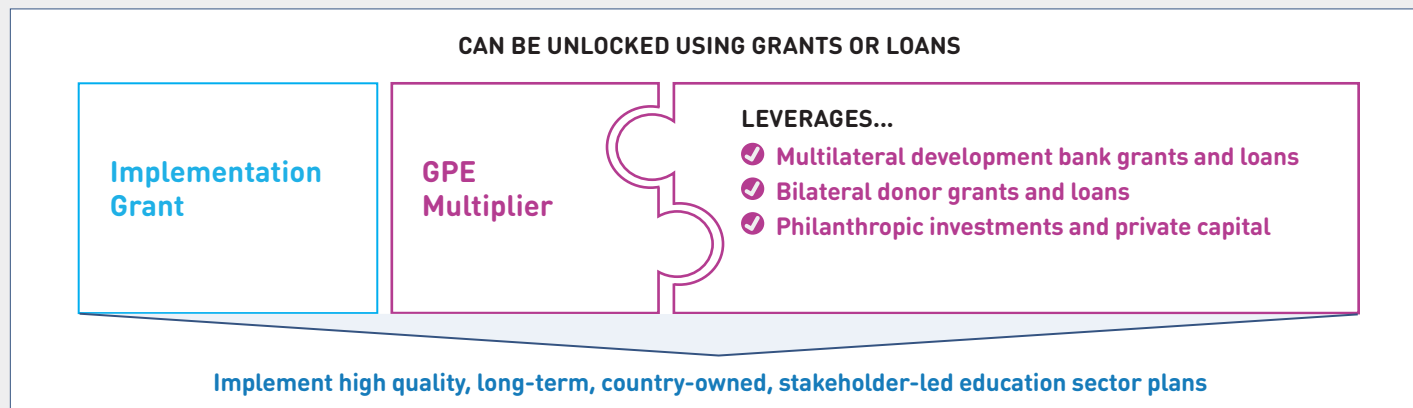 CAN BE UNLOCKED USING GRANTS OR LOANS
Implementation
Grant
GPE
Multiplier
LEVERAGES...
Multilateral development bank grants and loans
Bilateral donor grants and loans
Philanthropic investments and private capital
Implement high quality, long-term, country-owned, stakeholder-led education sector plans